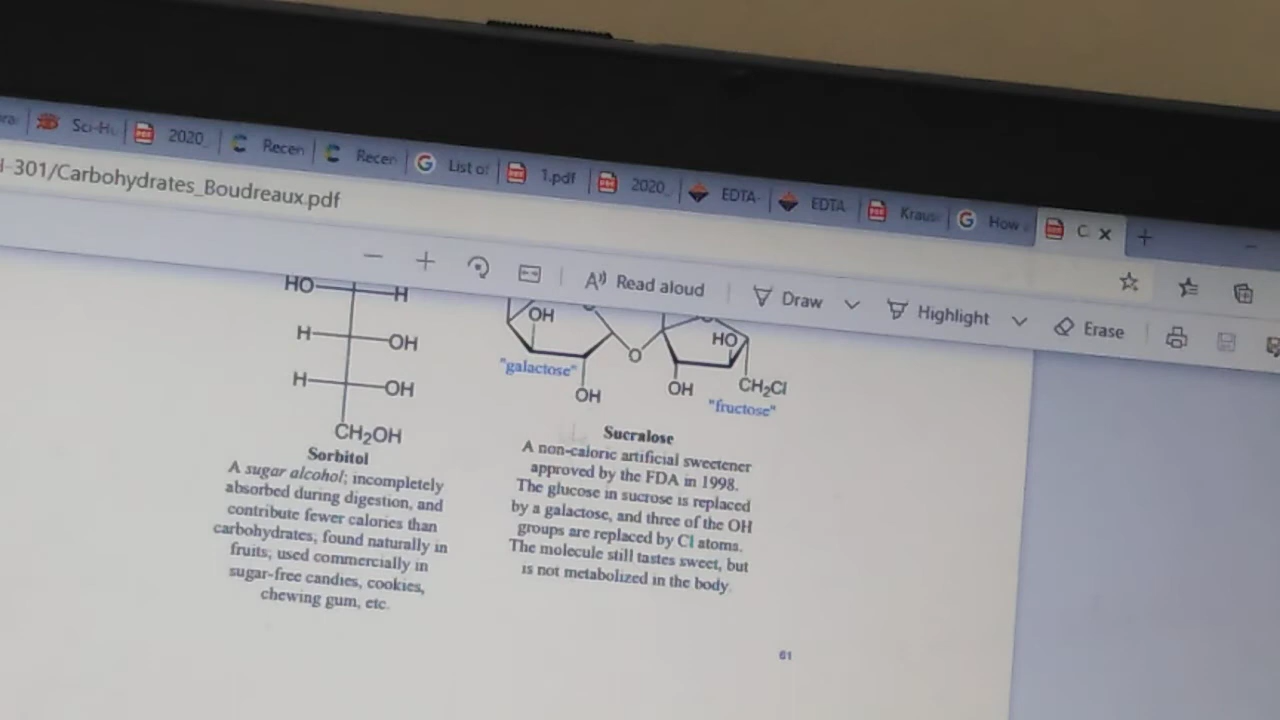 Sci-Hu
2020
Recen
Recen
List of
1.pdf
2020
EDTA
EDTA
Kraus
How
C
-301/Carbohydrates_Boudreaux.pdf
Read aloud
Draw
Highlight
Erase
HO H
H OH
H OH
CH₂OH
Sorbitol
A sugar alcohol; incompletely
absorbed during digestion, and
contribute fewer calories than
carbohydrates; found naturally in
fruits; used commercially in
sugar-free candies, cookies,
chewing gum, etc.
OH
"galactose"
OH
O
HO
OH
CH₂Cl
"fructose"
Sucralose
A non-caloric artificial sweetener
approved by the FDA in 1998.
The glucose in sucrose is replaced
by a galactose, and three of the OH
groups are replaced by Cl atoms.
The molecule still tastes sweet, but
is not metabolized in the body.
61